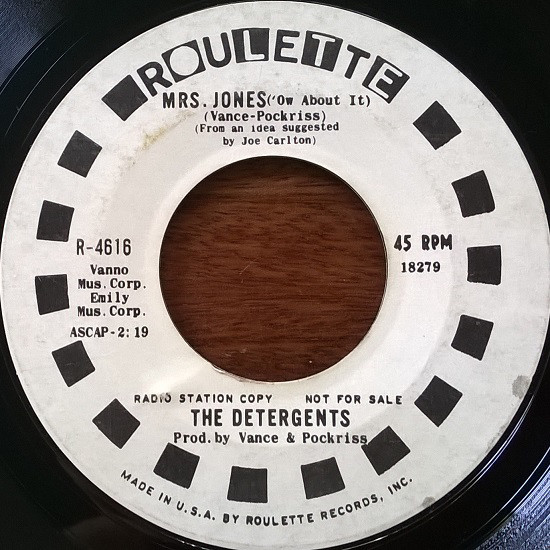 ROULETTE
MRS. JONES('Ow About It)
(Vance-Pockriss)
(From an idea suggested
by Joe Carlton)
R-4616
45 RPM
18279
Vanno
Mus. Corp.
Emily
Mus. Corp.
ASCAP-2:19
RADIO STATION COPY NOT FOR SALE
THE DETERGENTS
Prod. by Vance & Pockriss
MADE IN U.S.A. BY ROULETTE RECORDS, INC.